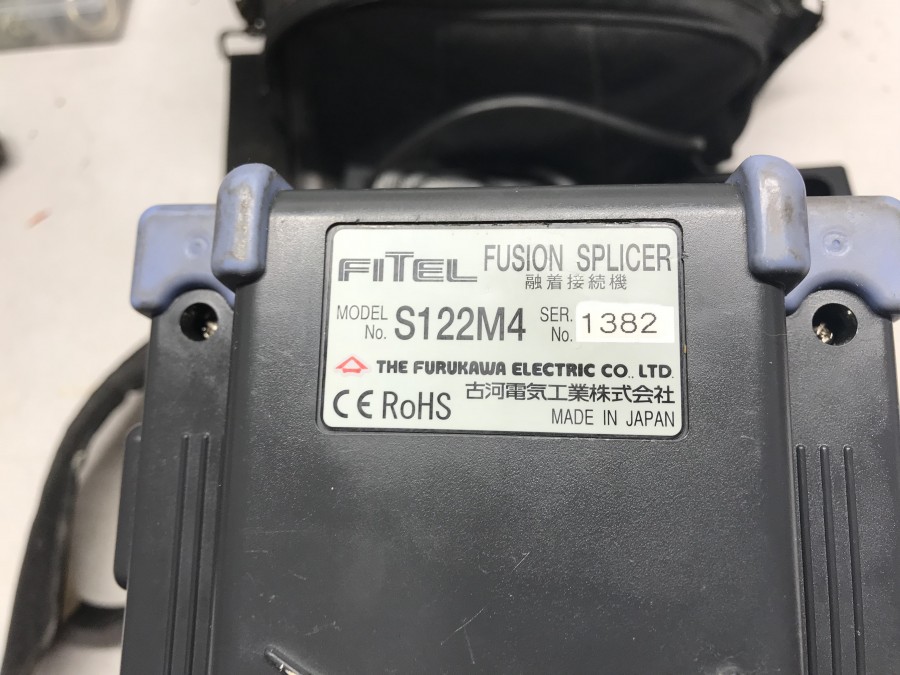 FITEL FUSION SPLICER
融着接続機
MODEL No. S122M4 SER. No. 1382
THE FURUKAWA ELECTRIC CO., LTD.
古河電気工業株式会社
CE RoHS MADE IN JAPAN